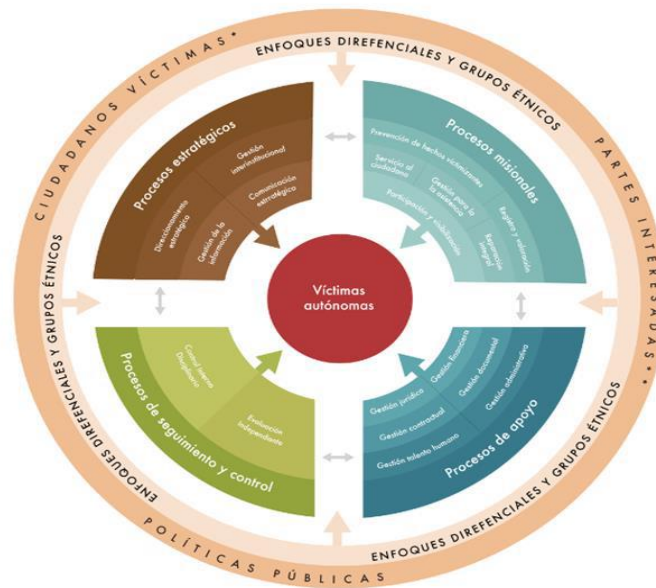 CIUDADANOS VÍCTIMAS*
PARTES INTERESADAS**
POLÍTICAS PÚBLICAS
ENFOQUES DIREFENCIALES Y GRUPOS ÉTNICOS
ENFOQUES DIREFENCIALES Y GRUPOS ÉTNICOS
ENFOQUES DIREFENCIALES Y GRUPOS ÉTNICOS
Procesos estratégicos
Gestión
interinstitucional
Comunicación
estratégica
Direccionamiento
estratégico
Gestión de la
información
Procesos misionales
Prevención de hechos victimizantes
Servicio al
ciudadano
Gestión para
la asistencia
Registro y valoración
Participación y visibilización
Reparación
integral
Víctimas
autónomas
Procesos de seguimiento y control
Control Interno
Disciplinario
Evaluación
Independiente
Procesos de apoyo
Gestión jurídica
Gestión financiera
Gestión contractual
Gestión documental
Gestión talento humano
Gestión administrativa